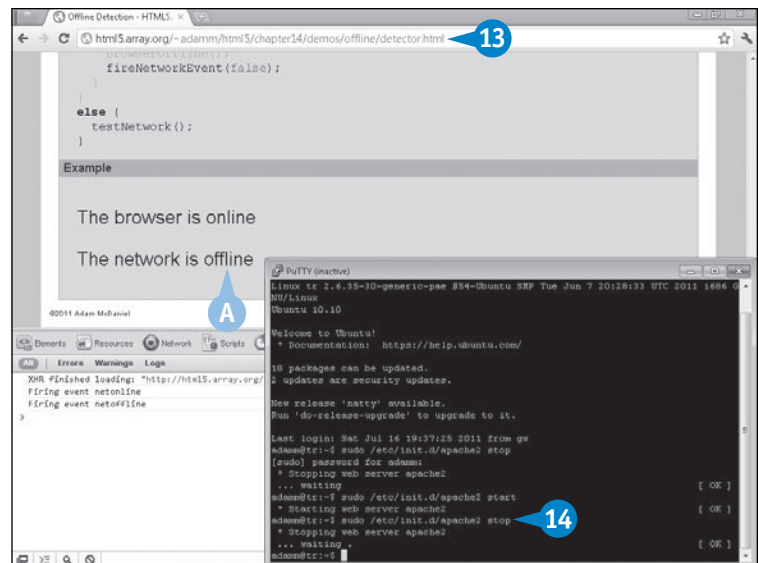 Offline Detection - HTML5
html5.array.org/~adamm/html5/chapter14/demos/offline/detector.html
13
browserOffline();
fireNetworkEvent(false);
}
}
else {
testNetwork();
}
Example
The browser is online
The network is offline
A
©2011 Adam McDaniel
Elements Resources Network Scripts
All Errors Warnings Logs
XHR finished loading: "http://html5.array.org/
Firing event netonline
Firing event netoffline
>
PuTTY (inactive)
Linux tr 2.6.35-30-generic-pae #54-Ubuntu SMP Tue Jun 7 20:28:33 UTC 2011 i686 G
NU/Linux
Ubuntu 10.10
Welcome to Ubuntu!
* Documentation: https://help.ubuntu.com/
18 packages can be updated.
2 updates are security updates.
New release 'natty' available.
Run 'do-release-upgrade' to upgrade to it.
Last login: Sat Jul 16 19:37:25 2011 from gw
adamm@tr:~$ sudo /etc/init.d/apache2 stop
[sudo] password for adamm:
* Stopping web server apache2
... waiting [ OK ]
adamm@tr:~$ sudo /etc/init.d/apache2 start
* Starting web server apache2 [ OK ]
adamm@tr:~$ sudo /etc/init.d/apache2 stop
14
* Stopping web server apache2
... waiting . [ OK ]
adamm@tr:~$